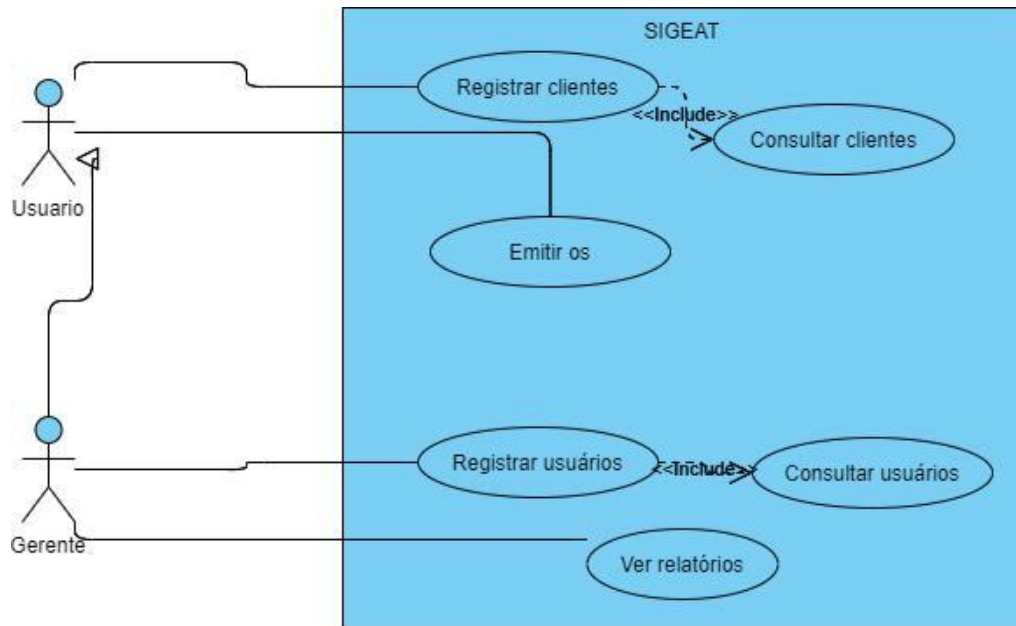 SIGEAT
Registrar clientes
<<Include>>
Consultar clientes
Usuario
Emitir os
Registrar usuários
<<Include>>
Consultar usuários
Gerente
Ver relatórios